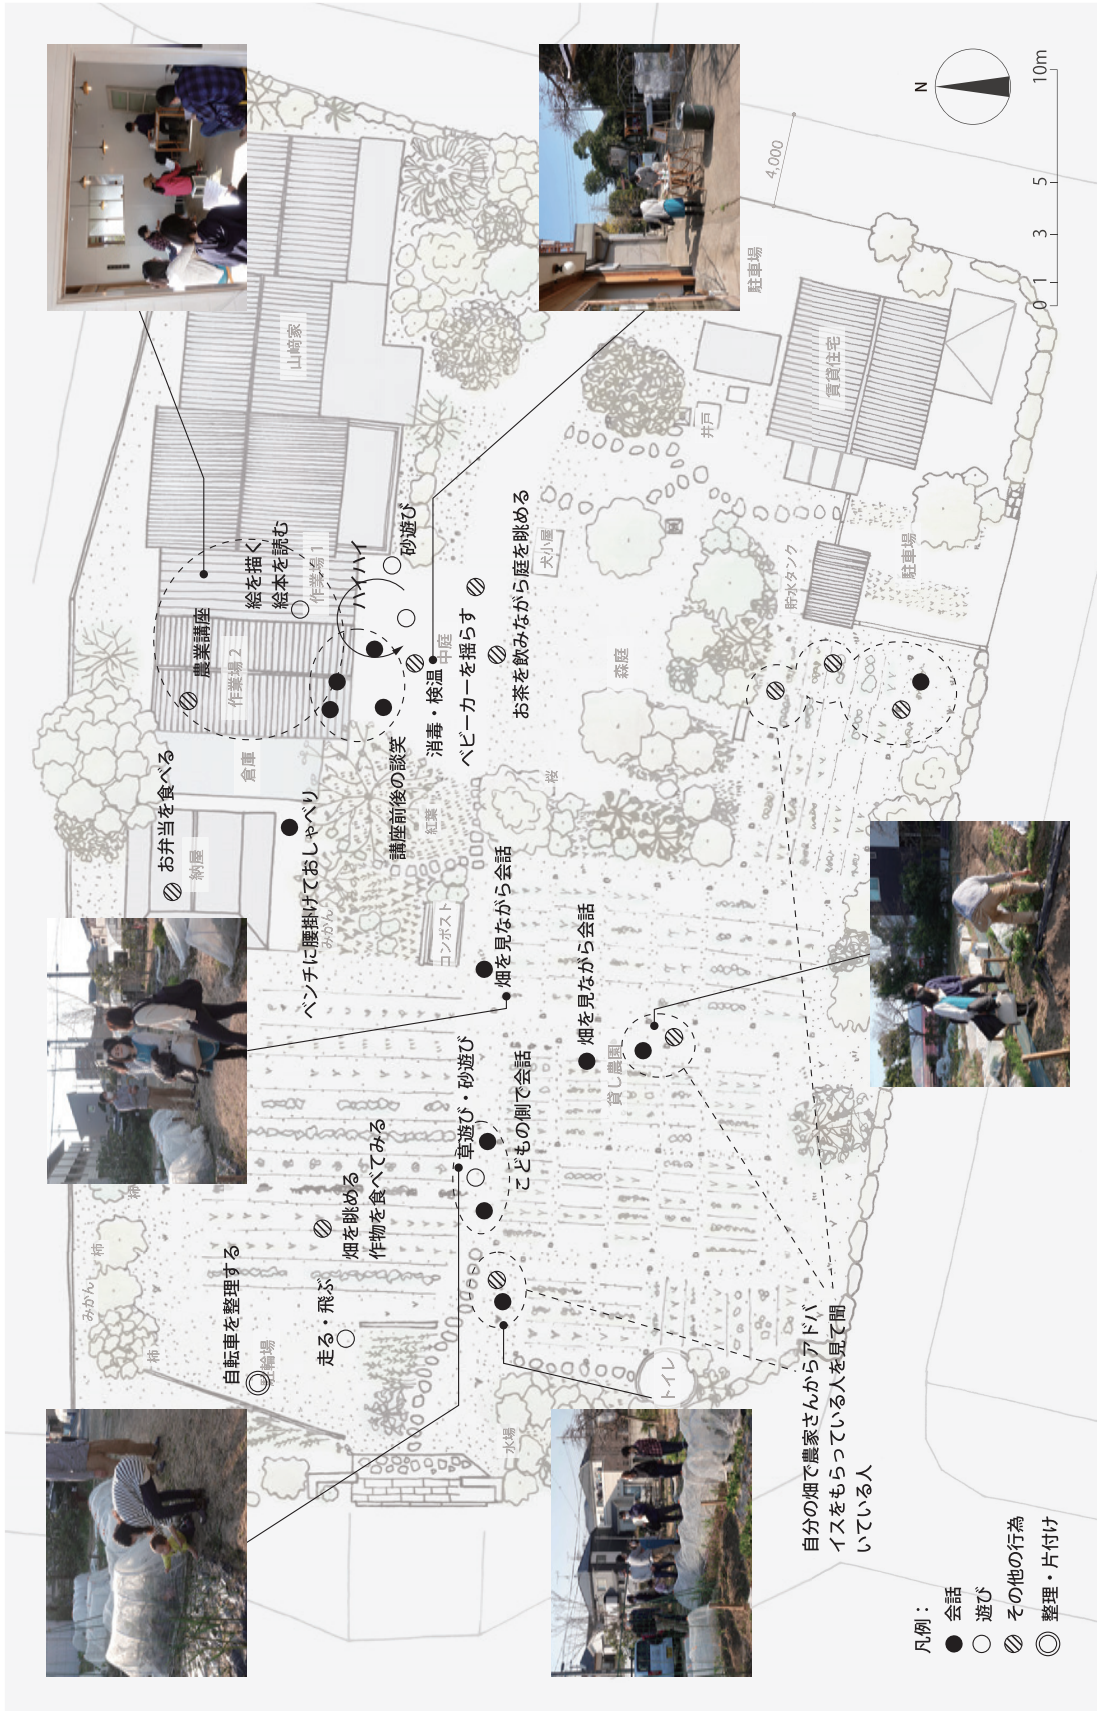 農業講座
絵を描く
絵本を読む
作業場 1
作業場 2
山﨑家
倉庫
納屋
お弁当を食べる
ベンチに腰掛けておしゃべり
みかん
ハイハイ
砂遊び
中庭
消毒・検温
ベビーカーを揺らす
お茶を飲みながら庭を眺める
講座前後の談笑
紅葉
桜
コンポスト
畑を見ながら会話
畑を見ながら会話
貸し農園
草遊び・砂遊び
こどもの側で会話
畑を眺める
作物を食べてみる
走る・飛ぶ
自転車を整理する
駐輪場
みかん
柿
柿
柿
水場
トイレ
犬小屋
森庭
井戸
貯水タンク
駐車場
駐車場
賃貸住宅
4,000
自分の畑で農家さんからアドバ
イスをもらっている人を見て聞
いている人
凡例：
会話
遊び
その他の行為
整理・片付け
N
0 1 3 5 10m